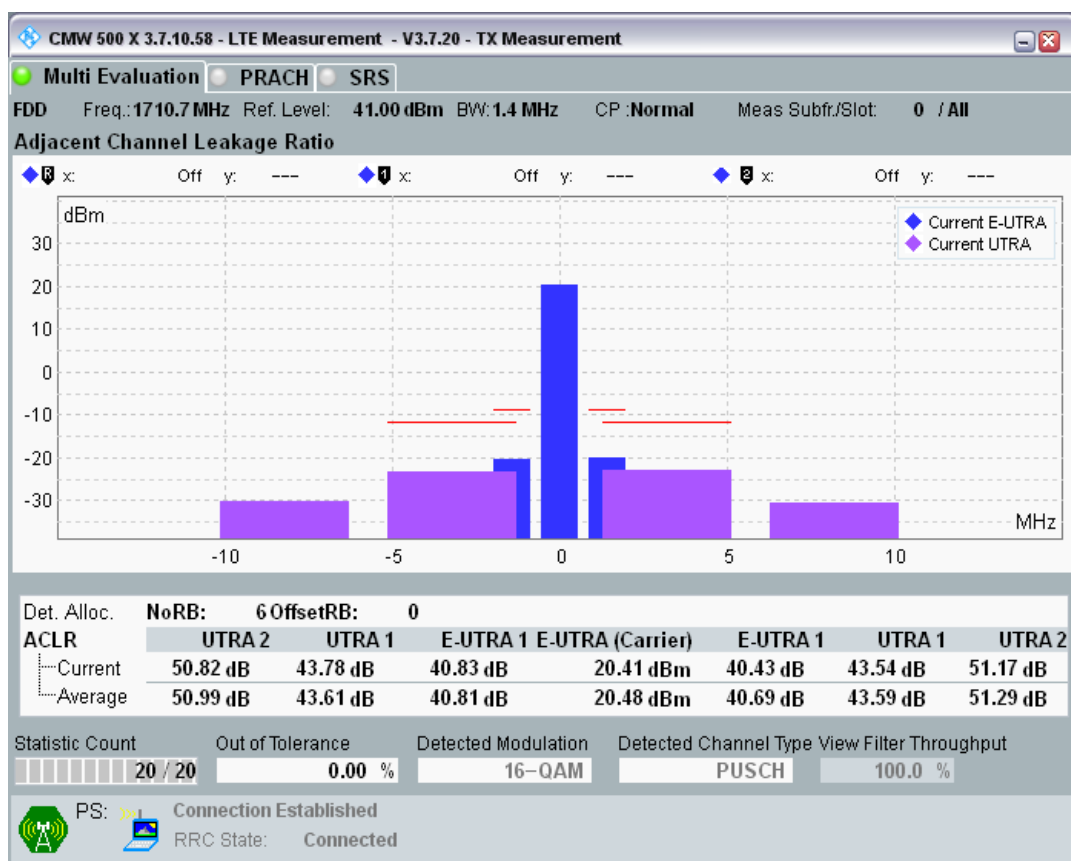 CMW 500 X 3.7.10.58 - LTE Measurement - V3.7.20 - TX Measurement
Multi Evaluation PRACH SRS
FDD Freq.: 1710.7 MHz Ref. Level: 41.00 dBm BW: 1.4 MHz CP :Normal Meas Subfr./Slot: 0 / All
Adjacent Channel Leakage Ratio
R x: Off y: --- 1 x: Off y: --- 2 x: Off y: ---
dBm
Current E-UTRA
Current UTRA
30
20
10
0
-10
-20
-30
MHz
-10 -5 0 5 10
Det. Alloc. NoRB: 6 OffsetRB: 0
ACLR UTRA 2 UTRA 1 E-UTRA 1 E-UTRA (Carrier) E-UTRA 1 UTRA 1 UTRA 2
Current 50.82 dB 43.78 dB 40.83 dB 20.41 dBm 40.43 dB 43.54 dB 51.17 dB
Average 50.99 dB 43.61 dB 40.81 dB 20.48 dBm 40.69 dB 43.59 dB 51.29 dB
Statistic Count Out of Tolerance Detected Modulation Detected Channel Type View Filter Throughput
20 / 20 0.00 % 16-QAM PUSCH 100.0 %
PS: Connection Established
RRC State: Connected